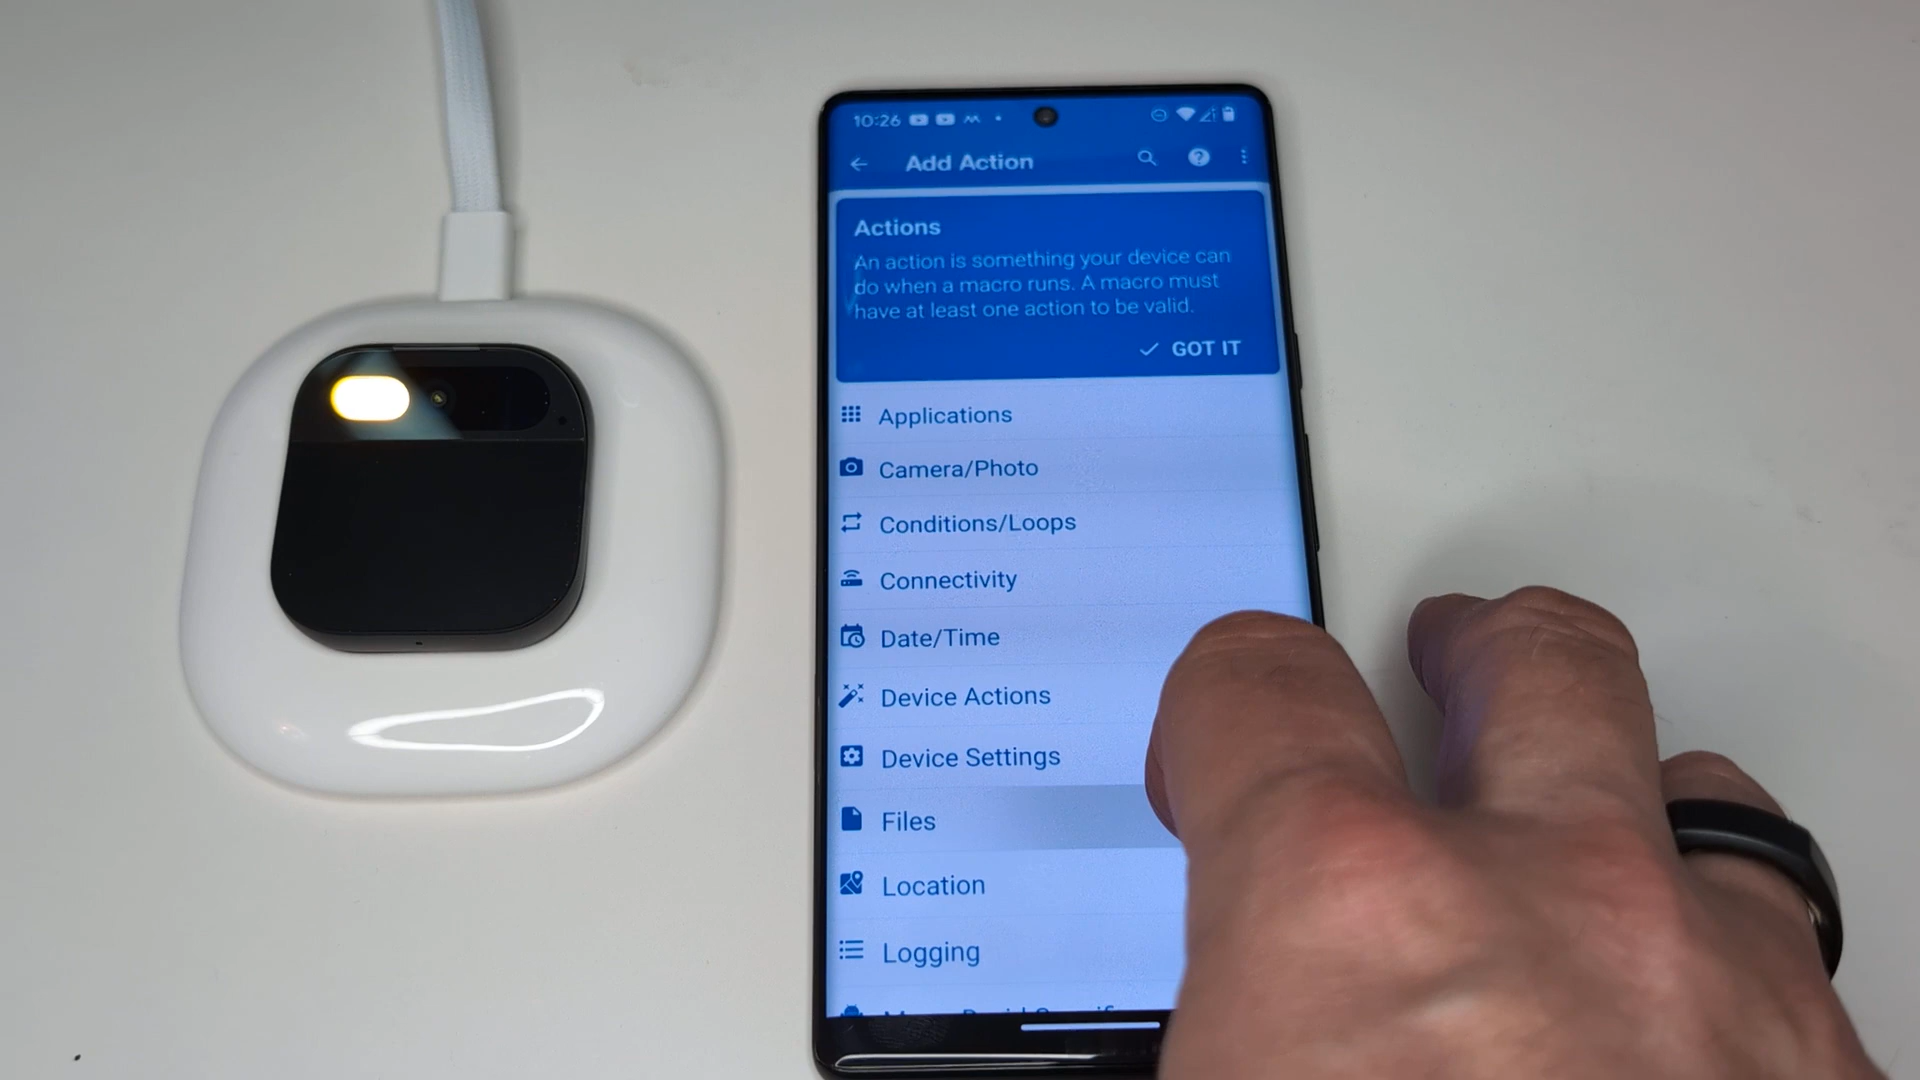 10:26
Add Action
Actions
An action is something your device can
do when a macro runs. A macro must
have at least one action to be valid.
GOT IT
Applications
Camera/Photo
Conditions/Loops
Connectivity
Date/Time
Device Actions
Device Settings
Files
Location
Logging